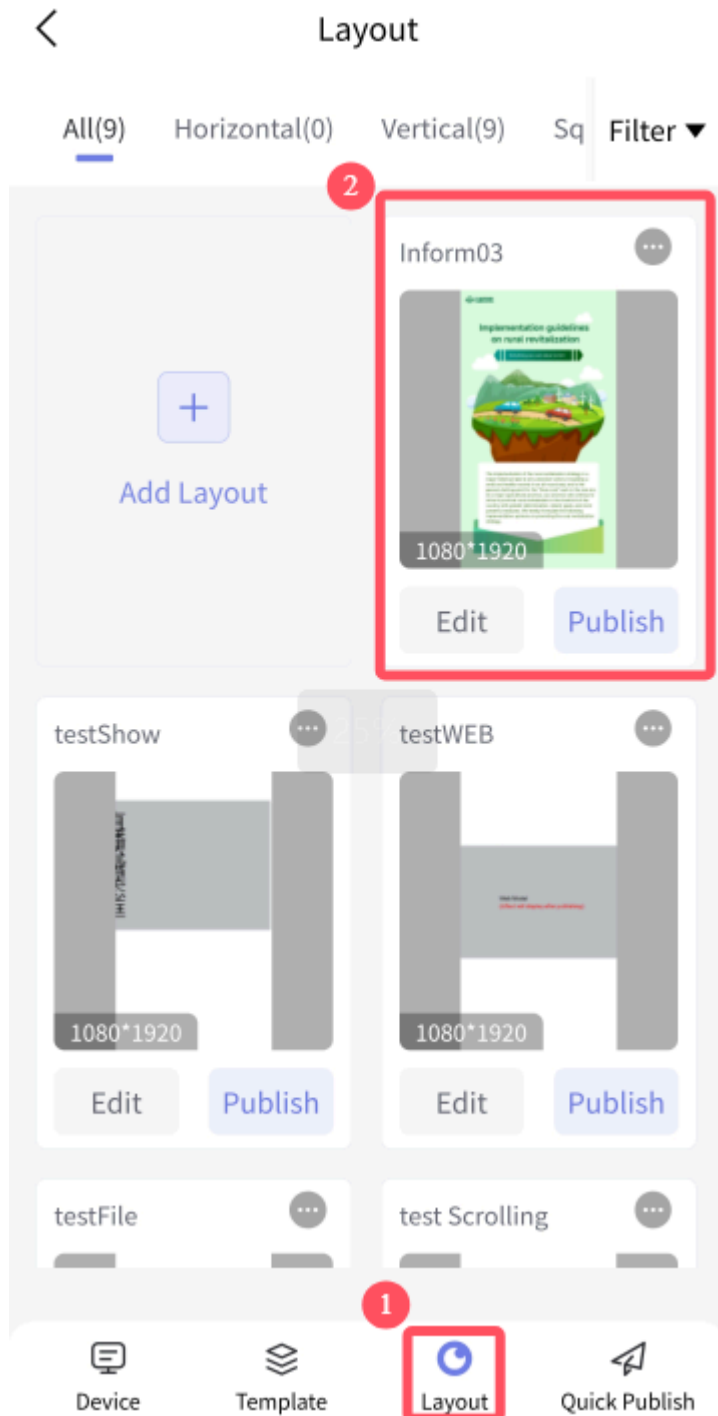 Layout
All(9) Horizontal(0) Vertical(9) Sq Filter
2
Inform03
Implementation guidelines
on rural revitalization
1080*1920
Add Layout
Edit Publish
testShow
testWEB
1080*1920
1080*1920
Edit Publish
Edit Publish
testFile
test Scrolling
1
Device Template Layout Quick Publish